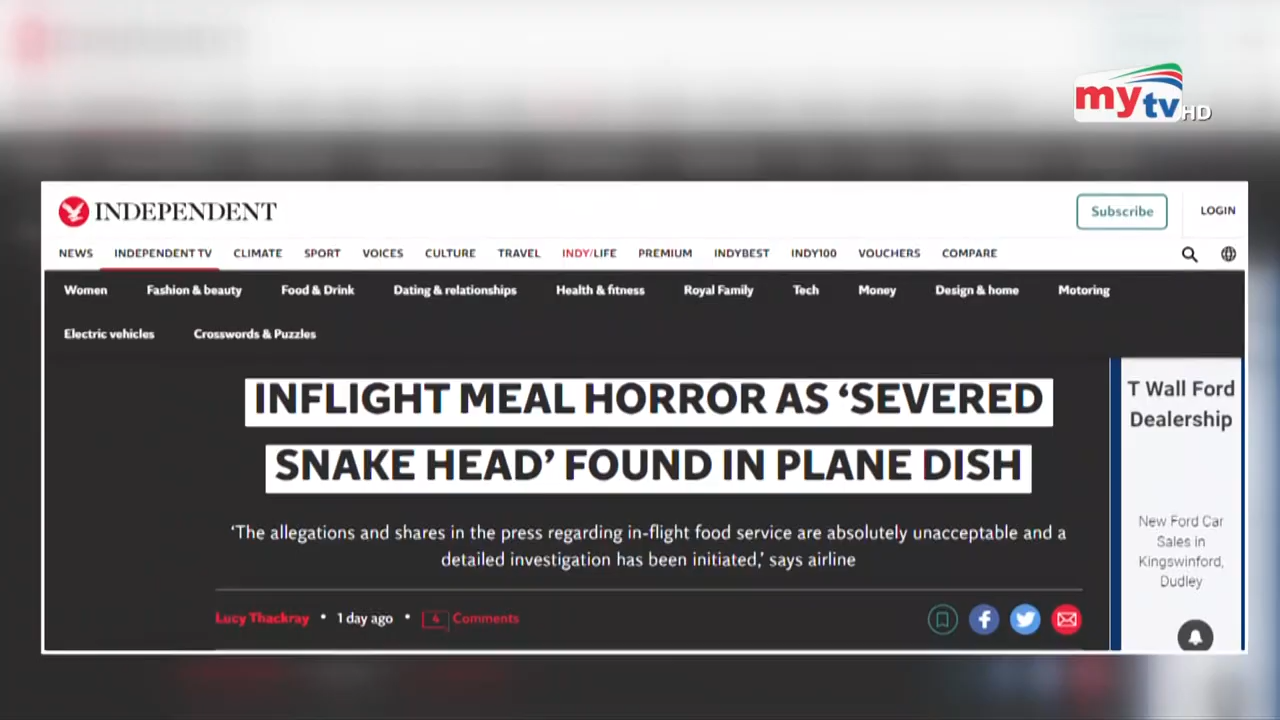 mytv HD
INDEPENDENT
Subscribe
LOGIN
NEWS INDEPENDENT TV CLIMATE SPORT VOICES CULTURE TRAVEL INDY/LIFE PREMIUM INDYBEST INDY100 VOUCHERS COMPARE
Women Fashion & beauty Food & Drink Dating & relationships Health & fitness Royal Family Tech Money Design & home Motoring
Electric vehicles Crosswords & Puzzles
INFLIGHT MEAL HORROR AS ‘SEVERED
SNAKE HEAD’ FOUND IN PLANE DISH
‘The allegations and shares in the press regarding in-flight food service are absolutely unacceptable and a
detailed investigation has been initiated,’ says airline
Lucy Thackray • 1 day ago • 4 Comments
T Wall Ford
Dealership
New Ford Car
Sales in
Kingswinford,
Dudley